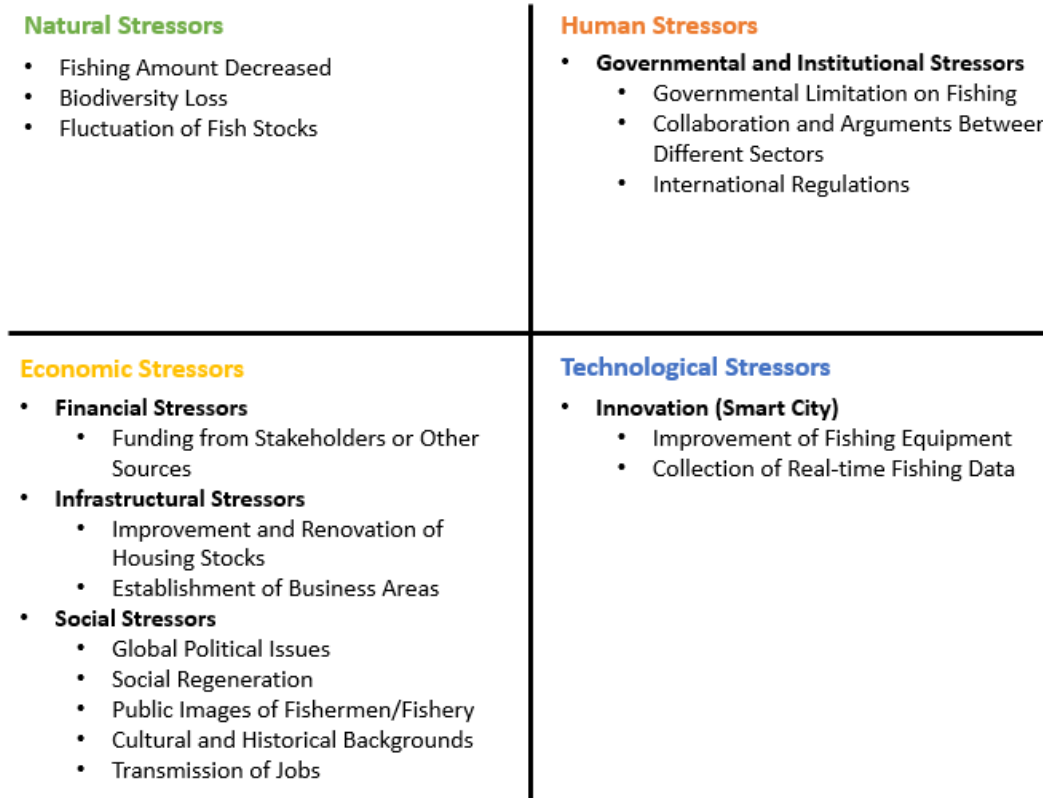 Natural Stressors
• Fishing Amount Decreased
• Biodiversity Loss
• Fluctuation of Fish Stocks
Human Stressors
• Governmental and Institutional Stressors
• Governmental Limitation on Fishing
• Collaboration and Arguments Between
Different Sectors
• International Regulations
Economic Stressors
• Financial Stressors
• Funding from Stakeholders or Other
Sources
• Infrastructural Stressors
• Improvement and Renovation of
Housing Stocks
• Establishment of Business Areas
• Social Stressors
• Global Political Issues
• Social Regeneration
• Public Images of Fishermen/Fishery
• Cultural and Historical Backgrounds
• Transmission of Jobs
Technological Stressors
• Innovation (Smart City)
• Improvement of Fishing Equipment
• Collection of Real-time Fishing Data